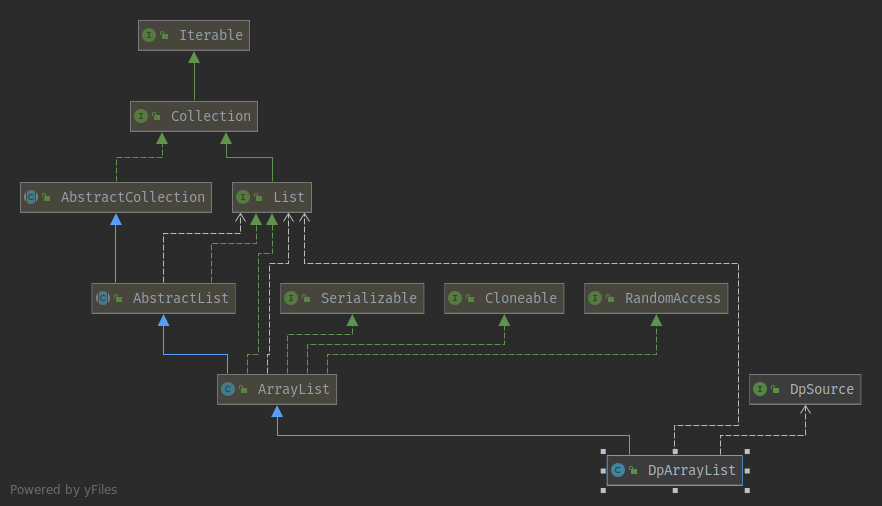 Iterable
Collection
AbstractCollection
List
AbstractList
Serializable
Cloneable
RandomAccess
ArrayList
DpSource
DpArrayList
Powered by yFiles